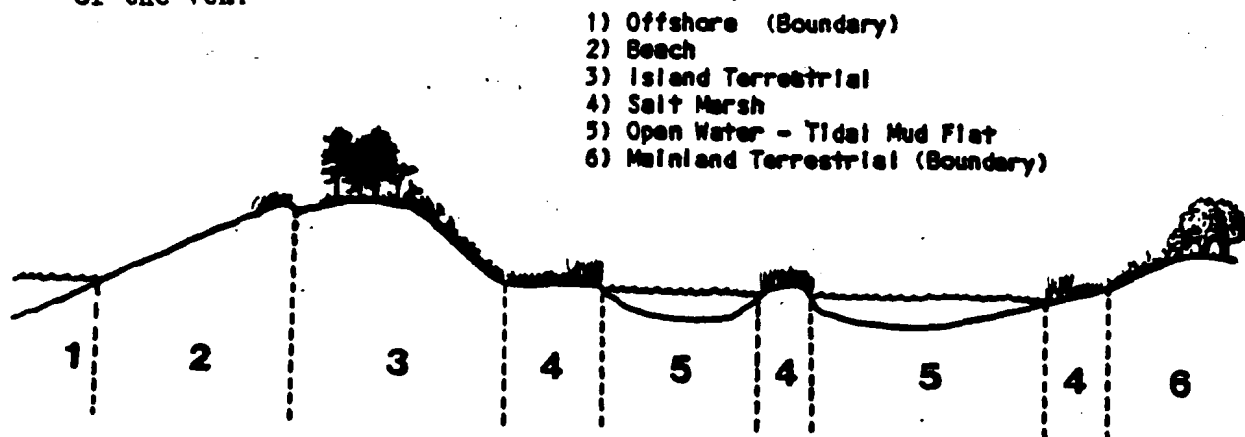 1) Offshore (Boundary)
2) Beach
3) Island Terrestrial
4) Salt Marsh
5) Open Water - Tidal Mud Flat
6) Mainland Terrestrial (Boundary)
1 2 3 4 5 4 5 4 6